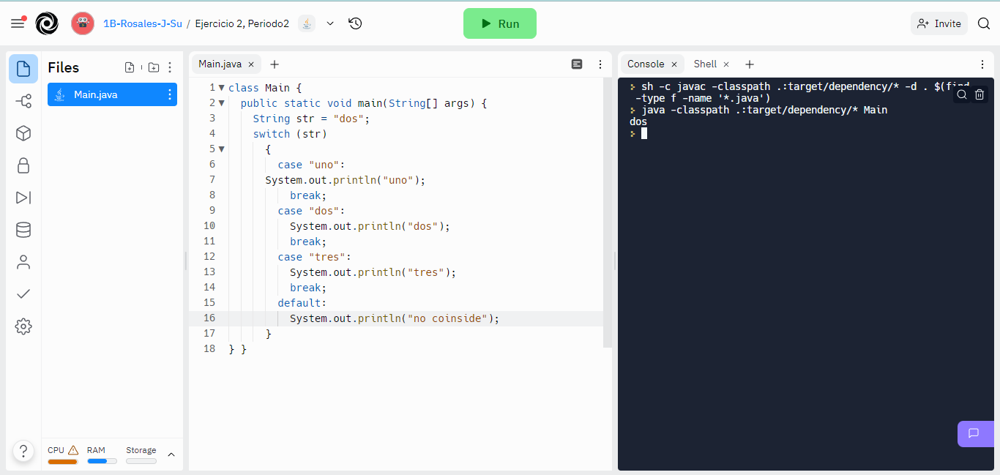 1B-Rosales-J-Su / Ejercicio 2, Periodo2
Run
Invite
Files
Main.java
CPU RAM Storage
?
Main.java × +
1 class Main {
2 public static void main(String[] args) {
3 String str = "dos";
4 switch (str)
5 {
6 case "uno":
7 System.out.println("uno");
8 break;
9 case "dos":
10 System.out.println("dos");
11 break;
12 case "tres":
13 System.out.println("tres");
14 break;
15 default:
16 System.out.println("no coinside");
17 }
18 } }
Console × Shell × +
sh -c javac -classpath .:target/dependency/* -d . $(find
-type f -name '*.java')
java -classpath .:target/dependency/* Main
dos